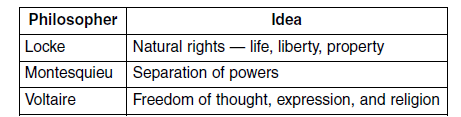 Philosopher Idea
Locke Natural rights — life, liberty, property
Montesquieu Separation of powers
Voltaire Freedom of thought, expression, and religion